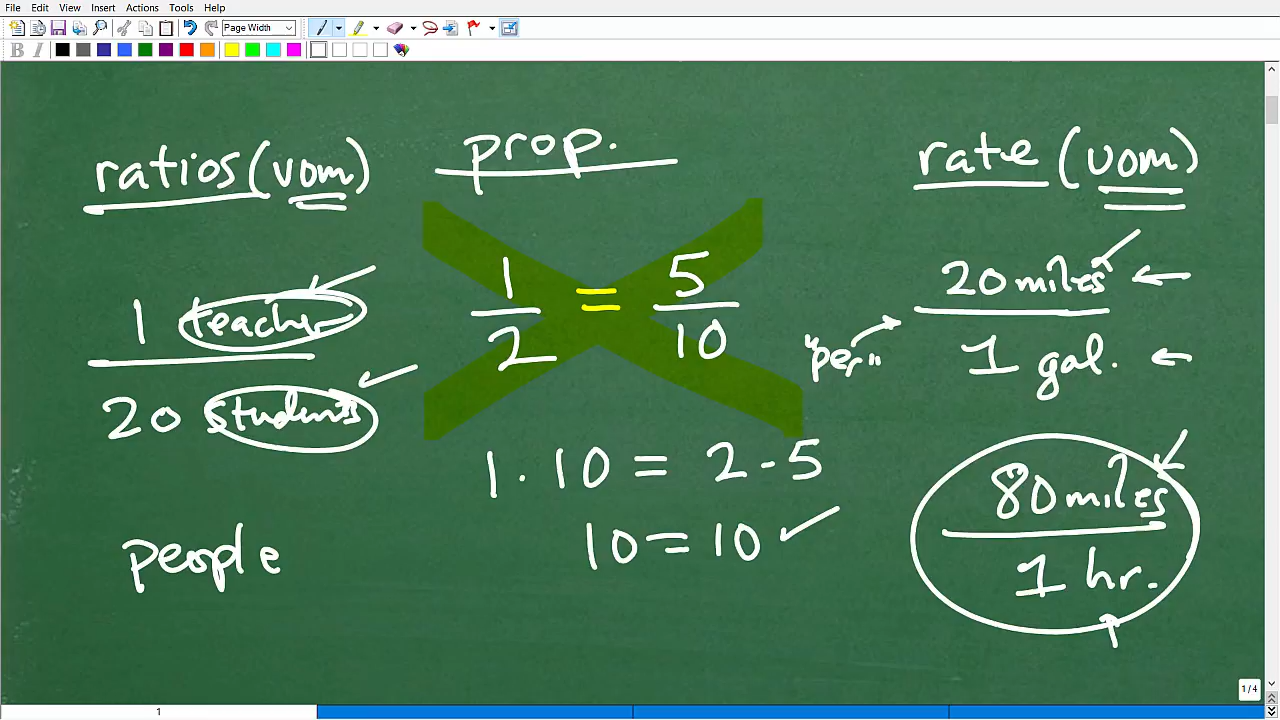 File Edit View Insert Actions Tools Help
Page Width
B I
ratios (uom)
1 teacher
20 students
people
prop.
1/2 = 5/10
1 · 10 = 2 - 5
10 = 10 ✓
rate (uom)
20 miles
"per"
1 gal.
80 miles
1 hr.
1/4
1